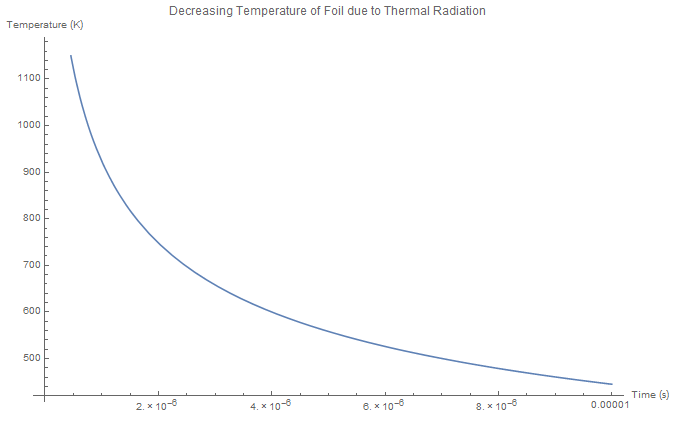 Decreasing Temperature of Foil due to Thermal Radiation
Temperature (K)
1100
1000
900
800
700
600
500
2. × 10⁻⁶
4. × 10⁻⁶
6. × 10⁻⁶
8. × 10⁻⁶
0.00001
Time (s)